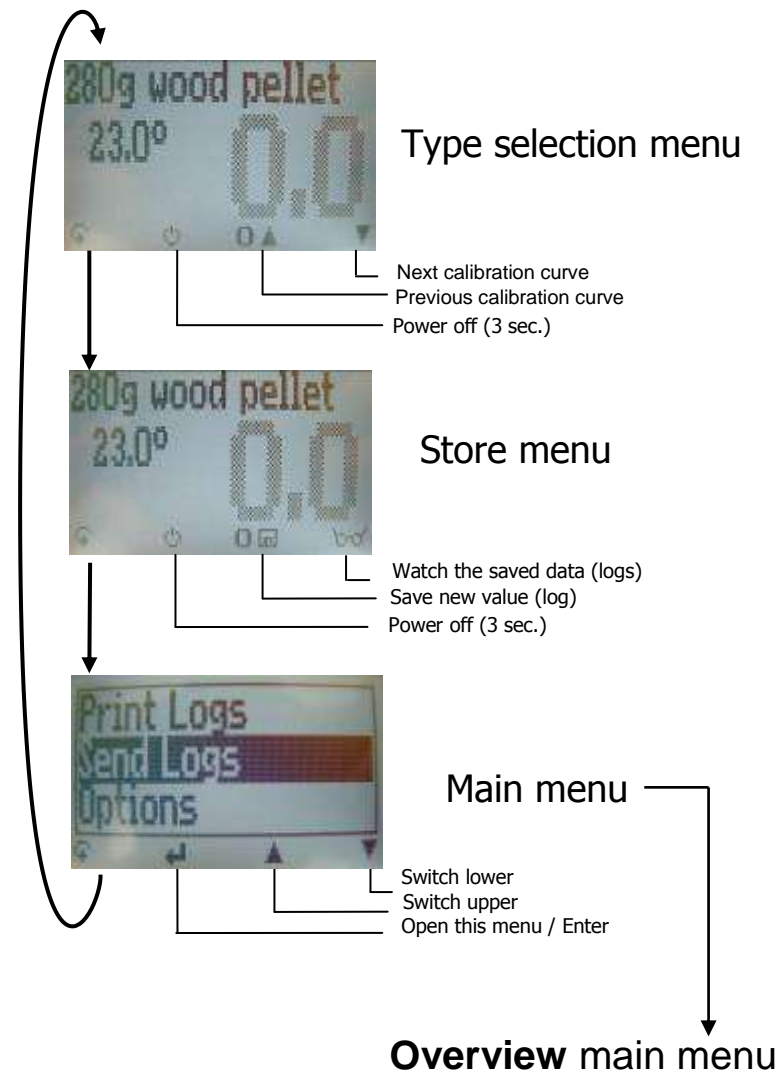 280g wood pellet
23.0º 0,0
Type selection menu
Next calibration curve
Previous calibration curve
Power off (3 sec.)
280g wood pellet
23.0º 0,0
Store menu
Watch the saved data (logs)
Save new value (log)
Power off (3 sec.)
Print Logs
Send Logs
Options
Main menu
Switch lower
Switch upper
Open this menu / Enter
Overview main menu